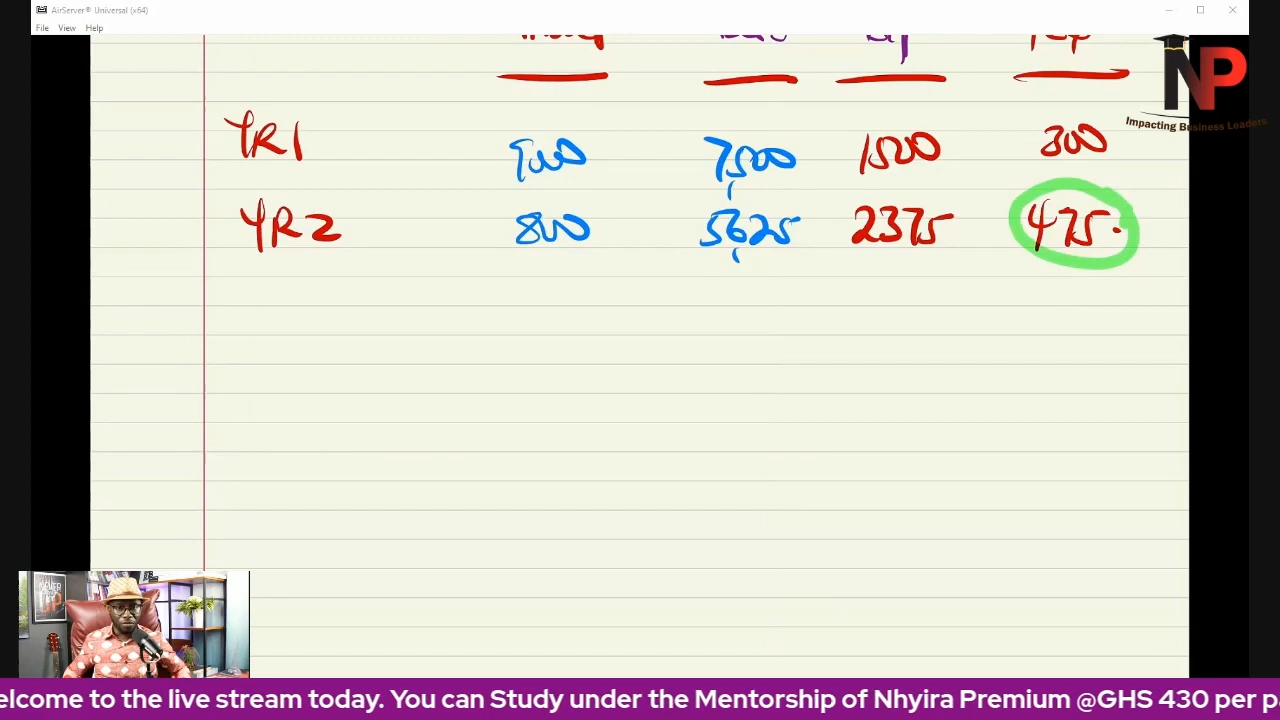 AirServer® Universal (x64)
File View Help
NP
Impacting Business Leaders
YR1 7500 1500 300
YR2 800 5625 2375 475
elcome to the live stream today. You can Study under the Mentorship of Nhyira Premium @GHS 430 per p